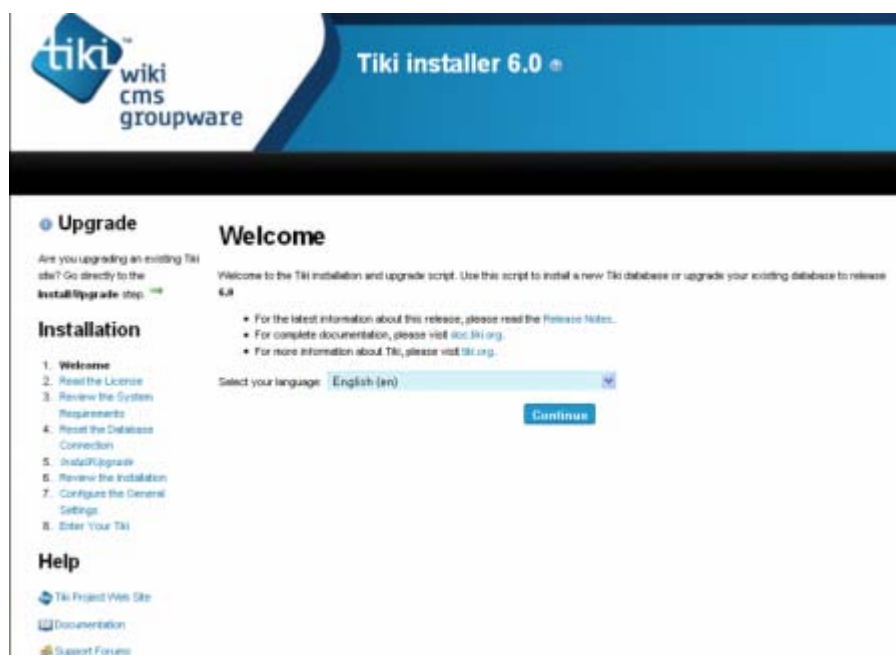 tiki™
wiki
cms
groupware
Tiki installer 6.0
Upgrade
Are you upgrading an existing Tiki
site? Go directly to the
Install/Upgrade step.
Installation
1. Welcome
2. Read the License
3. Review the System
Requirements
4. Reset the Database
Connection
5. Install/Upgrade
6. Review the Installation
7. Configure the General
Settings
8. Enter Your Tiki
Help
Tiki Project Web Site
Documentation
Support Forums
Welcome
Welcome to the Tiki installation and upgrade script. Use this script to install a new Tiki database or upgrade your existing database to release
6.0
• For the latest information about this release, please read the Release Notes.
• For complete documentation, please visit doc.tiki.org.
• For more information about Tiki, please visit tiki.org.
Select your language: English (en)
Continue